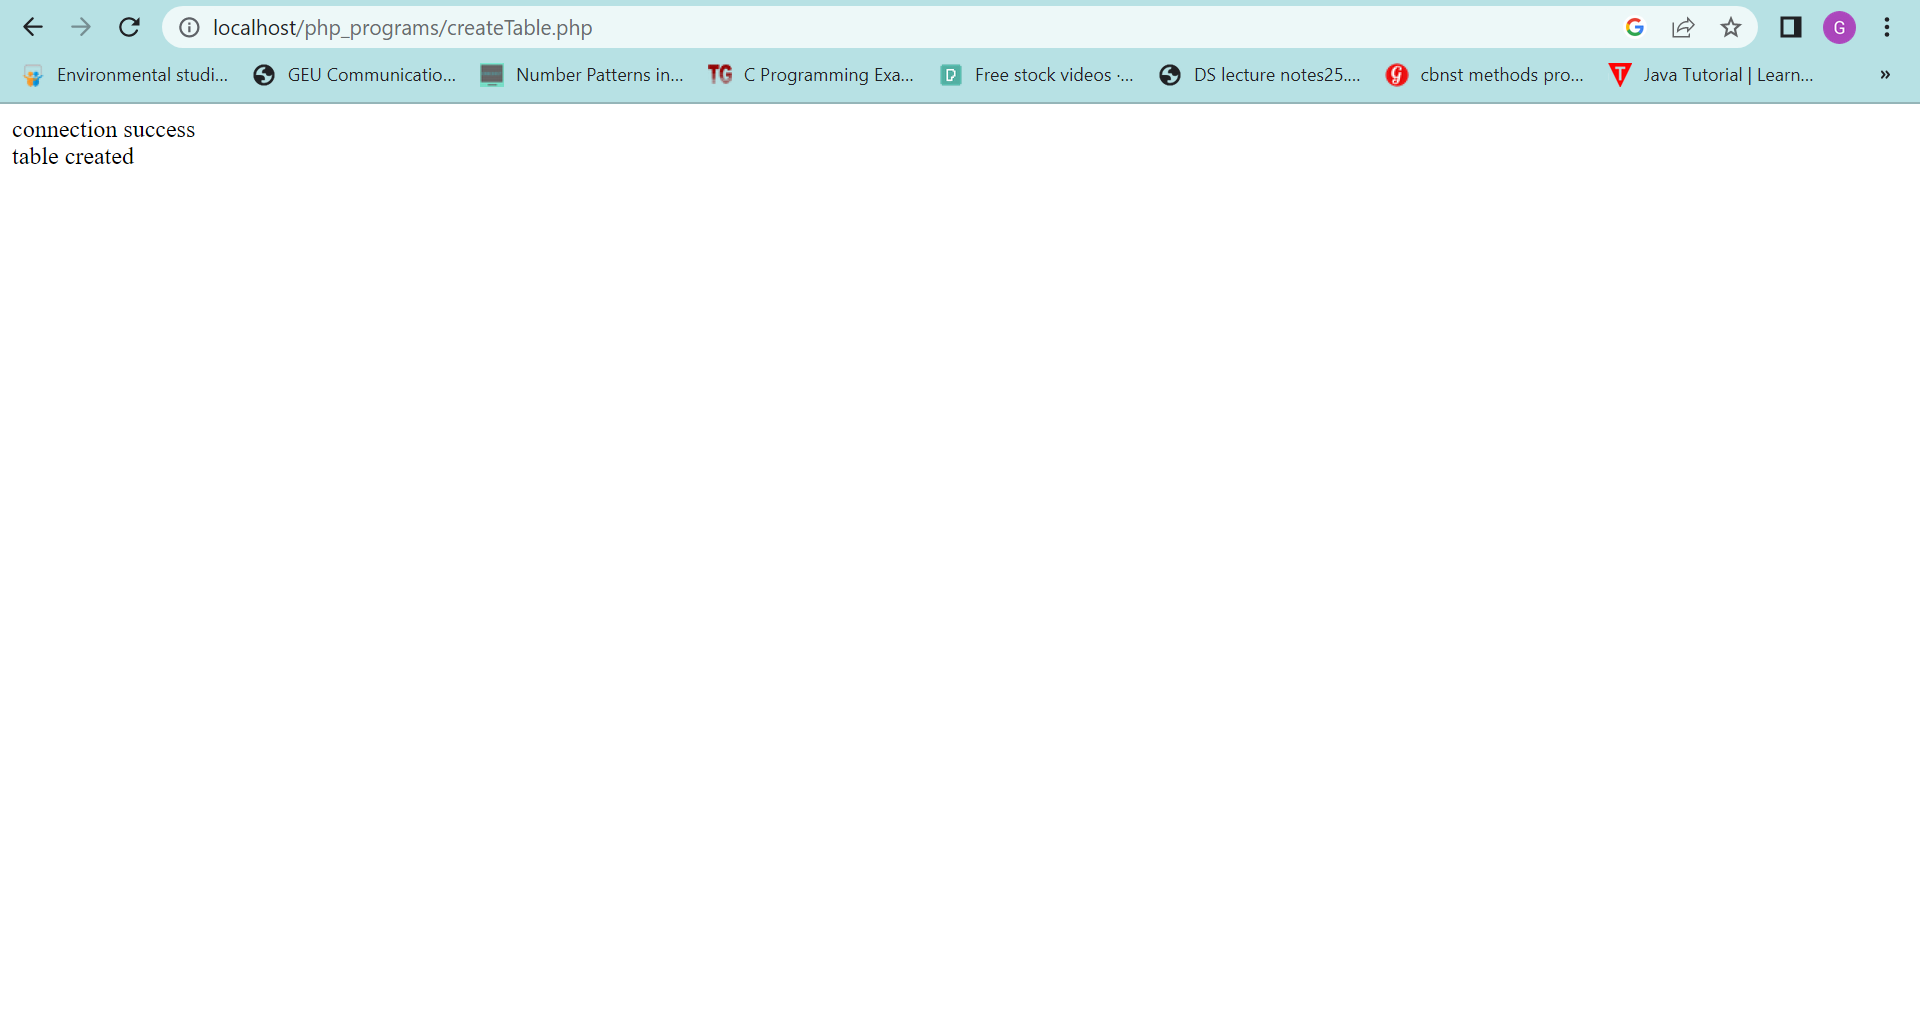 localhost/php_programs/createTable.php
G
Environmental studi... GEU Communicatio... Number Patterns in... TG C Programming Exa... Free stock videos ·... DS lecture notes25.... cbnst methods pro... Java Tutorial | Learn... »
connection success
table created